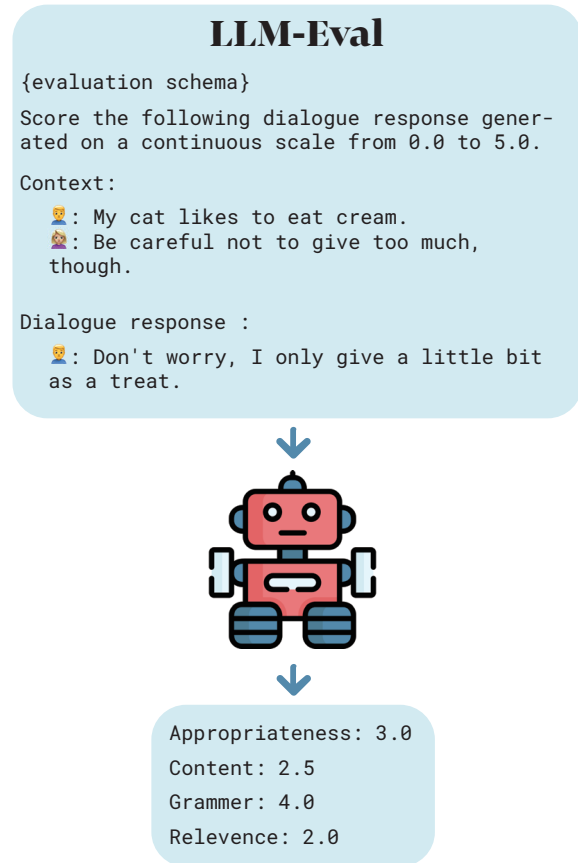 LLM-Eval
{evaluation schema}
Score the following dialogue response gener-
ated on a continuous scale from 0.0 to 5.0.
Context:
: My cat likes to eat cream.
: Be careful not to give too much,
though.
Dialogue response :
: Don't worry, I only give a little bit
as a treat.
Appropriateness: 3.0
Content: 2.5
Grammer: 4.0
Relevence: 2.0